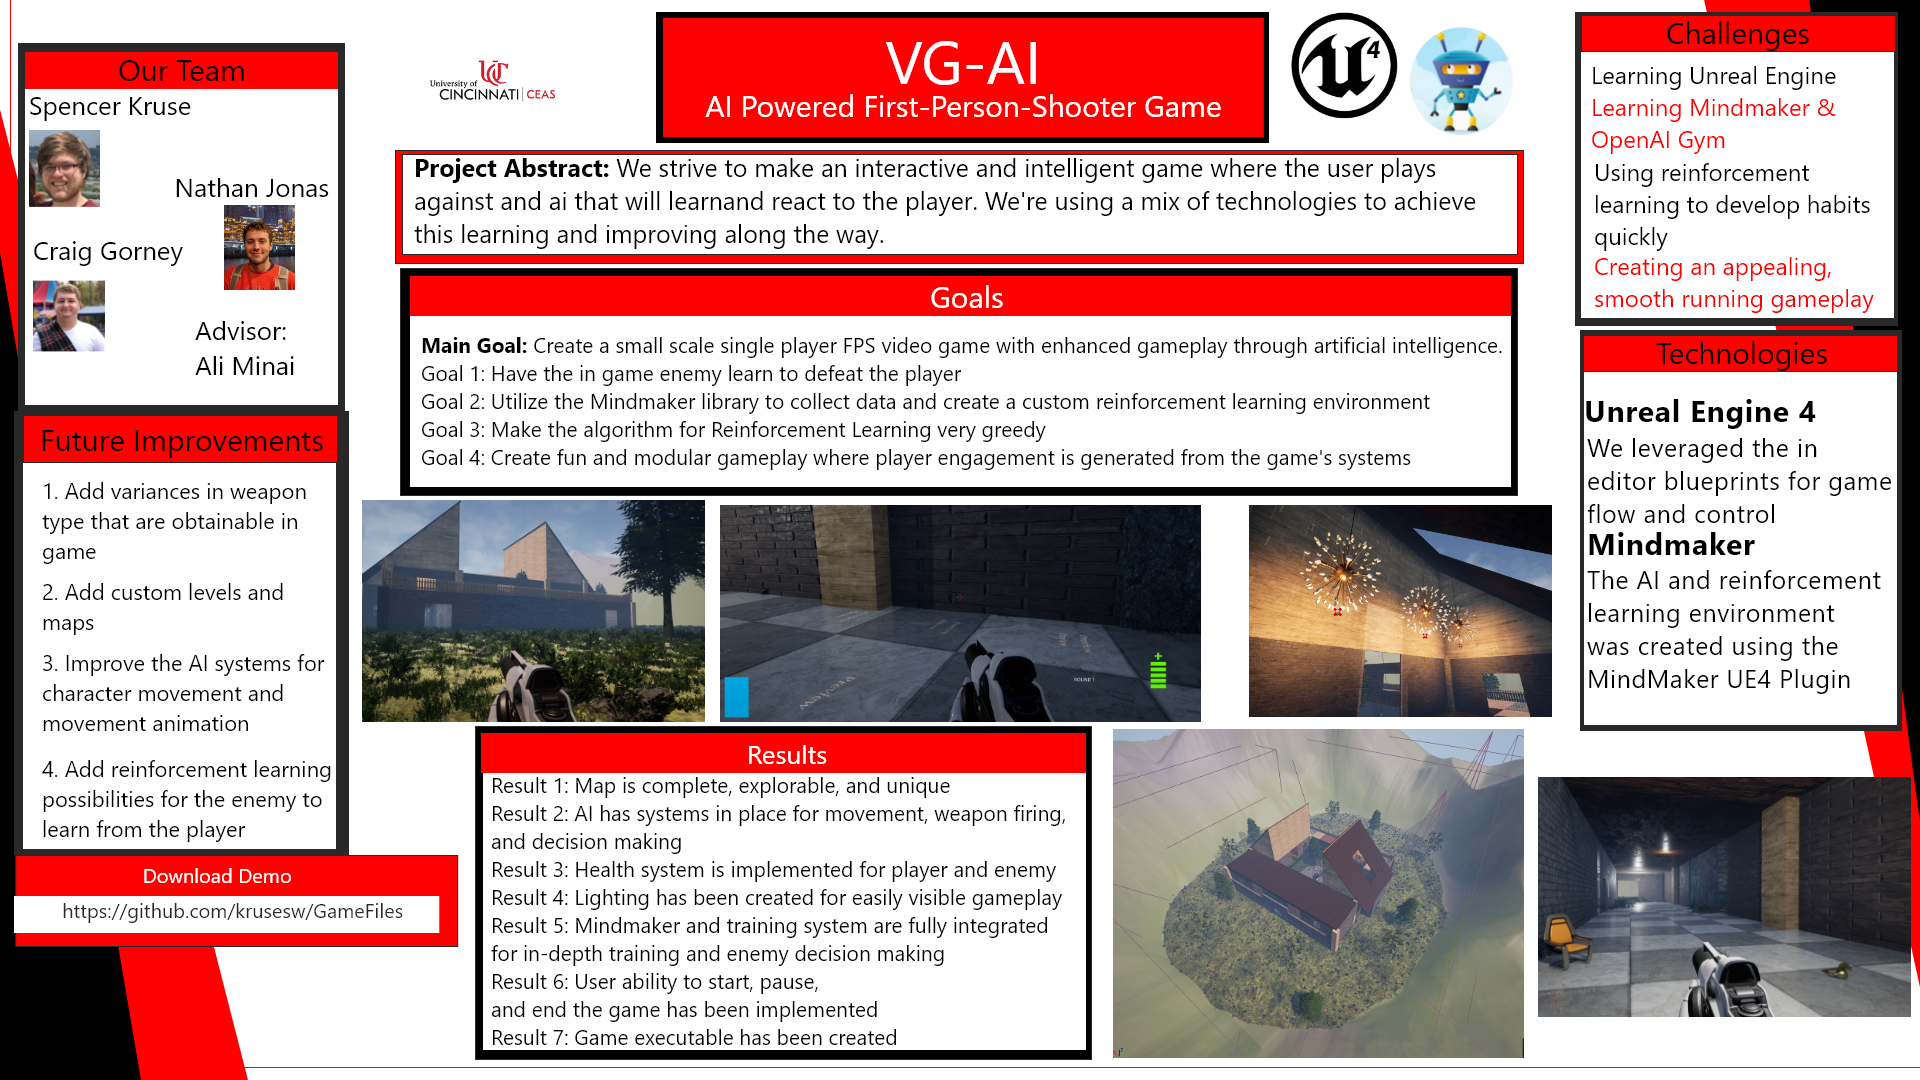 Our Team
Spencer Kruse
Nathan Jonas
Craig Gorney
Advisor:
Ali Minai
Future Improvements
1. Add variances in weapon
type that are obtainable in
game
2. Add custom levels and
maps
3. Improve the AI systems for
character movement and
movement animation
4. Add reinforcement learning
possibilities for the enemy to
learn from the player
Download Demo
https://github.com/krusesw/GameFiles
University of
CINCINNATI | CEAS
VG-AI
AI Powered First-Person-Shooter Game
4
Project Abstract: We strive to make an interactive and intelligent game where the user plays
against and ai that will learnand react to the player. We're using a mix of technologies to achieve
this learning and improving along the way.
Goals
Main Goal: Create a small scale single player FPS video game with enhanced gameplay through artificial intelligence.
Goal 1: Have the in game enemy learn to defeat the player
Goal 2: Utilize the Mindmaker library to collect data and create a custom reinforcement learning environment
Goal 3: Make the algorithm for Reinforcement Learning very greedy
Goal 4: Create fun and modular gameplay where player engagement is generated from the game's systems
ROUND 1
Results
Result 1: Map is complete, explorable, and unique
Result 2: AI has systems in place for movement, weapon firing,
and decision making
Result 3: Health system is implemented for player and enemy
Result 4: Lighting has been created for easily visible gameplay
Result 5: Mindmaker and training system are fully integrated
for in-depth training and enemy decision making
Result 6: User ability to start, pause,
and end the game has been implemented
Result 7: Game executable has been created
Challenges
Learning Unreal Engine
Learning Mindmaker &
OpenAI Gym
Using reinforcement
learning to develop habits
quickly
Creating an appealing,
smooth running gameplay
Technologies
Unreal Engine 4
We leveraged the in
editor blueprints for game
flow and control
Mindmaker
The AI and reinforcement
learning environment
was created using the
MindMaker UE4 Plugin